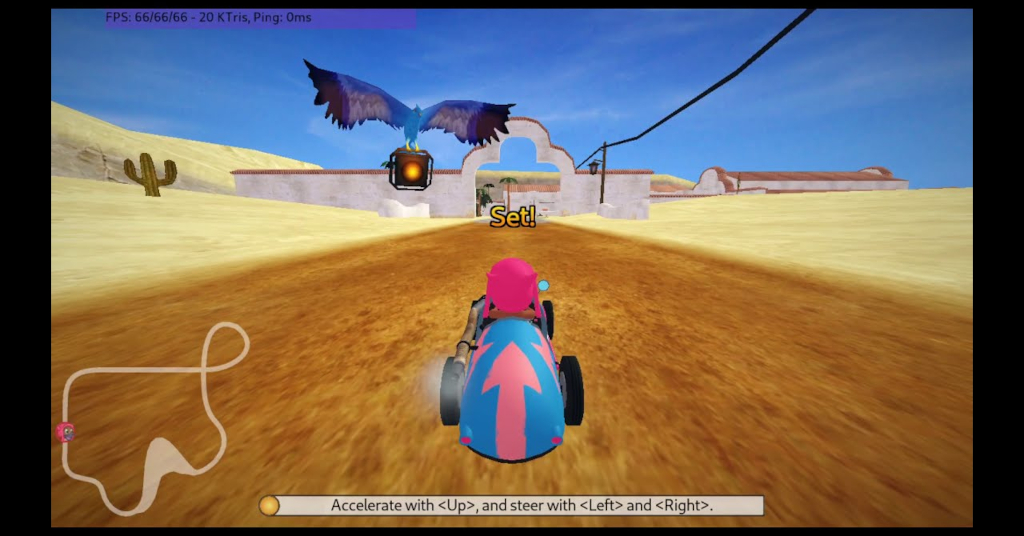 FPS: 66/66/66 - 20 KTris, Ping: 0ms
Set!
Accelerate with <Up>, and steer with <Left> and <Right>.